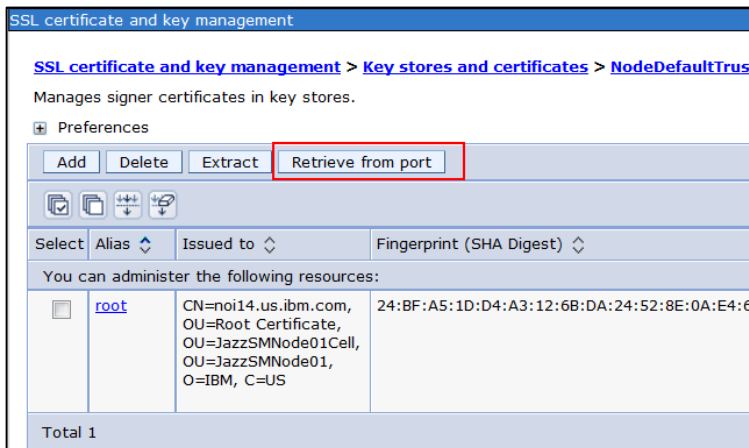 SSL certificate and key management
SSL certificate and key management > Key stores and certificates > NodeDefaultTrus
Manages signer certificates in key stores.
Preferences
Add Delete Extract Retrieve from port
Select Alias Issued to Fingerprint (SHA Digest)
You can administer the following resources:
root CN=noi14.us.ibm.com, 24:BF:A5:1D:D4:A3:12:6B:DA:24:52:8E:0A:E4:6
OU=Root Certificate,
OU=JazzSMNode01Cell,
OU=JazzSMNode01,
O=IBM, C=US
Total 1